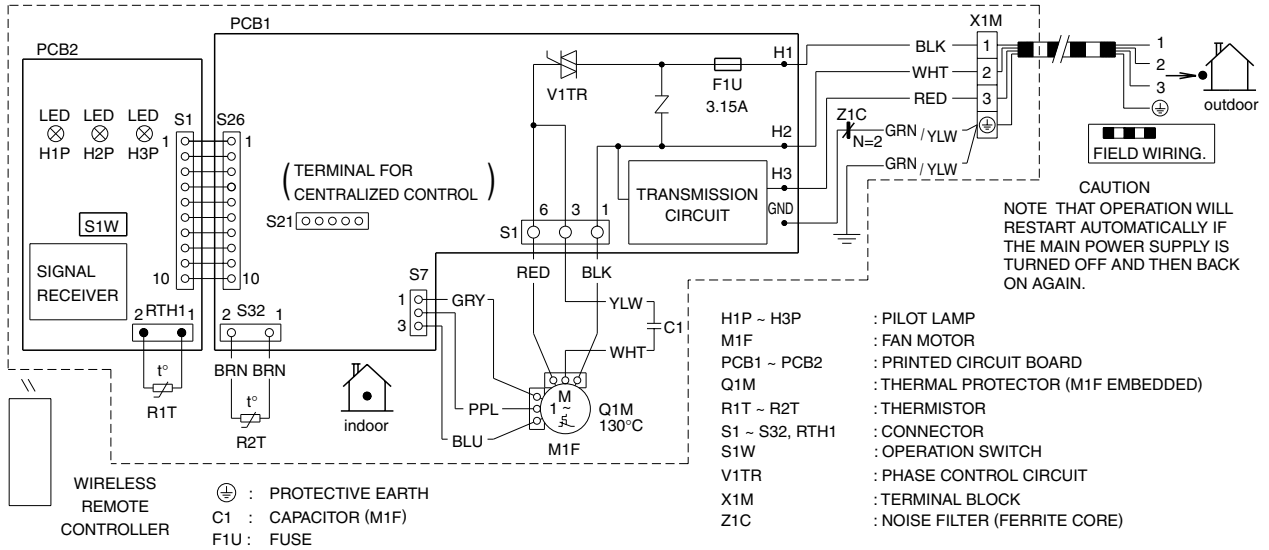 PCB1
X1M
PCB2
H1
BLK
1
1
V1TR
F1U
3.15A
WHT
2
2
RED
3
3
outdoor
LED LED LED
H1P H2P H3P
S1 S26
1 1
Z1C
N=2
GRN / YLW
GRN / YLW
FIELD WIRING.
H2
H3
GND
(TERMINAL FOR
CENTRALIZED CONTROL)
S21
TRANSMISSION
CIRCUIT
S1W
SIGNAL
RECEIVER
10 10
6 3 1
S1
CAUTION
NOTE THAT OPERATION WILL
RESTART AUTOMATICALLY IF
THE MAIN POWER SUPPLY IS
TURNED OFF AND THEN BACK
ON AGAIN.
RED BLK
S7
1
3
GRY
YLW
C1
WHT
2 RTH1 1
2 S32 1
BRN BRN
t°
R1T
t°
R2T
indoor
PPL
BLU
M
1 ~
Q1M
130°C
M1F
H1P ~ H3P : PILOT LAMP
M1F : FAN MOTOR
PCB1 ~ PCB2 : PRINTED CIRCUIT BOARD
Q1M : THERMAL PROTECTOR (M1F EMBEDDED)
R1T ~ R2T : THERMISTOR
S1 ~ S32, RTH1 : CONNECTOR
S1W : OPERATION SWITCH
V1TR : PHASE CONTROL CIRCUIT
X1M : TERMINAL BLOCK
Z1C : NOISE FILTER (FERRITE CORE)
WIRELESS
REMOTE
CONTROLLER
: PROTECTIVE EARTH
C1 : CAPACITOR (M1F)
F1U : FUSE